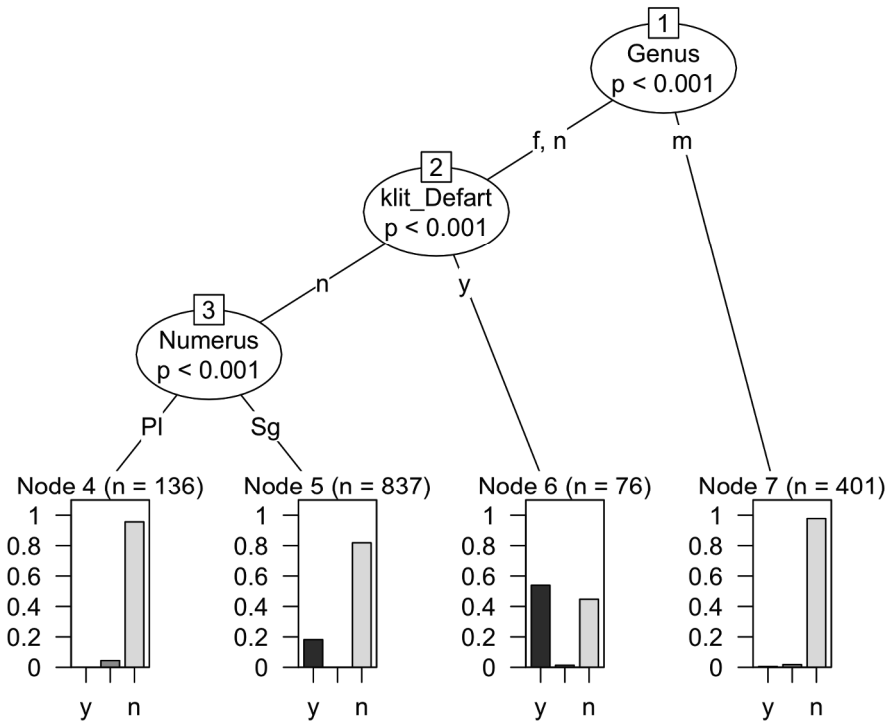 1
Genus
p < 0.001
f, n
m
2
klit_Defart
p < 0.001
n
y
3
Numerus
p < 0.001
Pl
Sg
Node 4 (n = 136)
1
0.8
0.6
0.4
0.2
0
y n
Node 5 (n = 837)
1
0.8
0.6
0.4
0.2
0
y n
Node 6 (n = 76)
1
0.8
0.6
0.4
0.2
0
y n
Node 7 (n = 401)
1
0.8
0.6
0.4
0.2
0
y n